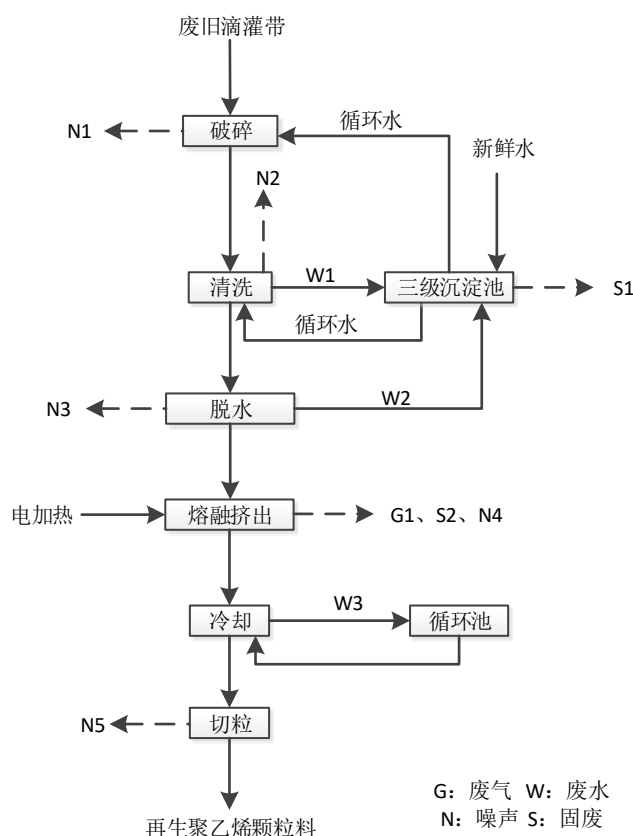 废旧滴灌带
N1
破碎
循环水
新鲜水
N2
清洗
W1
三级沉淀池
S1
循环水
N3
脱水
W2
电加热
熔融挤出
G1、S2、N4
冷却
W3
循环池
N5
切粒
再生聚乙烯颗粒料
G：废气 W：废水
N：噪声 S：固废